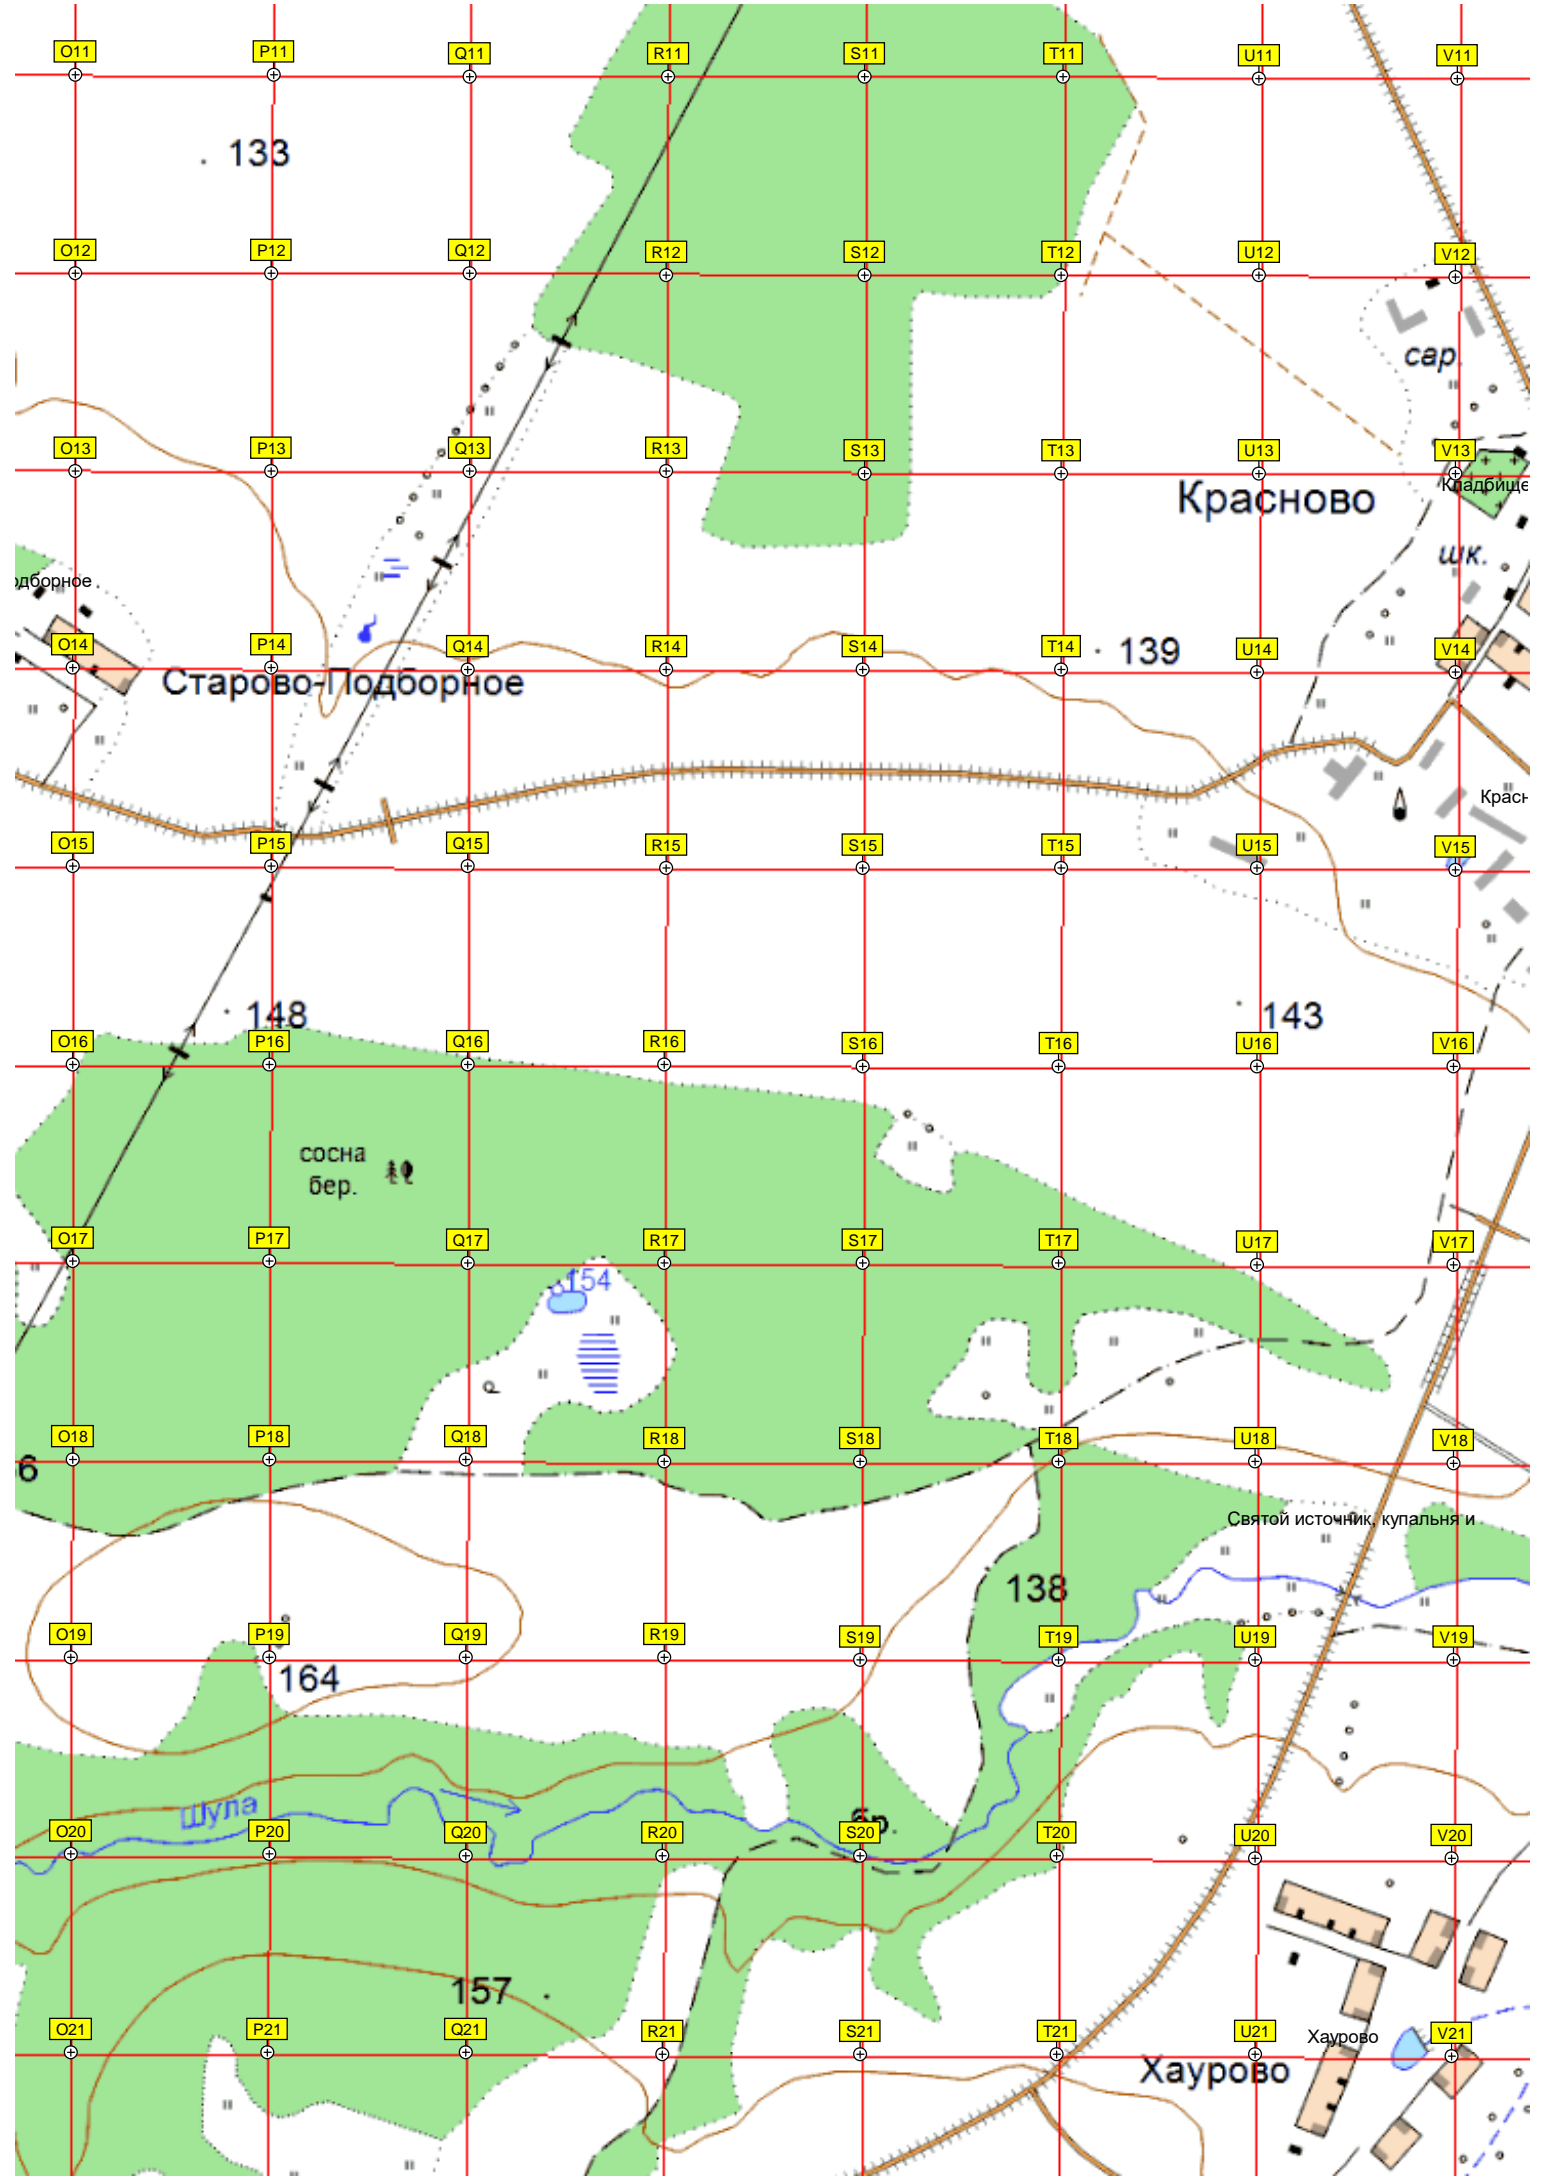 O11 P11 Q11 R11 S11 T11 U11 V11
133
O12 P12 Q12 R12 S12 T12 U12 V12
сар.
O13 P13 Q13 R13 S13 T13 U13 V13
Кладбище
Красново
шк.
одборное
O14 P14 Q14 R14 S14 T14 139 U14 V14
Старово-Подборное
Красн
O15 P15 Q15 R15 S15 T15 U15 V15
148 143
O16 P16 Q16 R16 S16 T16 U16 V16
сосна
бер.
O17 P17 Q17 R17 S17 T17 U17 V17
154
O18 P18 Q18 R18 S18 T18 U18 V18
6
Святой источник, купальня и
138
O19 P19 Q19 R19 S19 T19 U19 V19
164
Шула
бр.
O20 P20 Q20 R20 S20 T20 U20 V20
157
O21 P21 Q21 R21 S21 T21 U21 V21
Хаурово
Хаурово